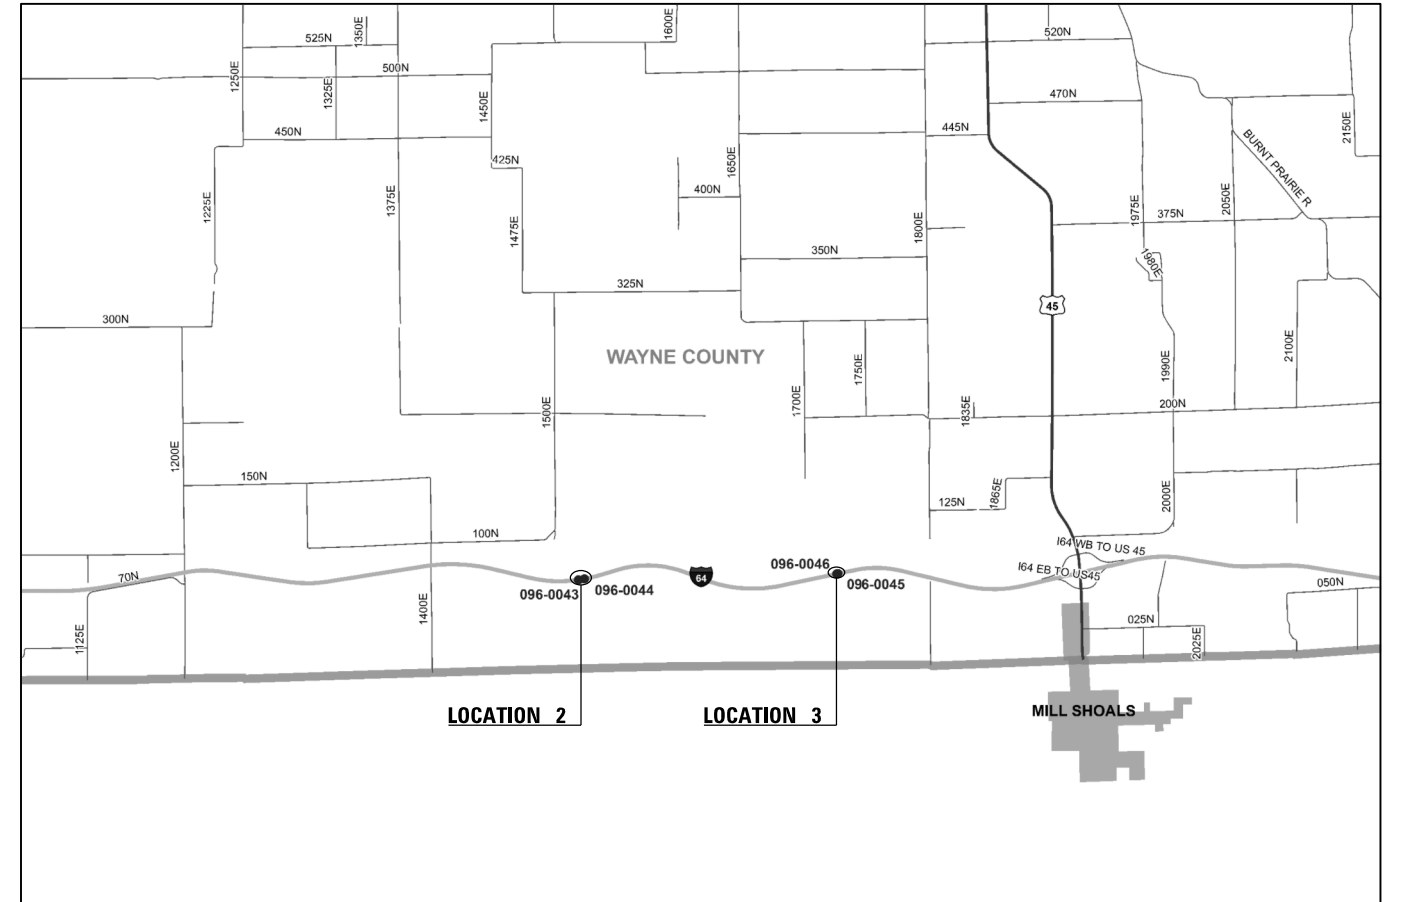 1350E
1600E
525N
520N
1250E
500N
1325E
1450E
470N
450N
445N
2150E
425N
1650E
BURNT PRAIRIE R
400N
1225E
1375E
1475E
1800E
1975E
2050E
375N
350N
1980E
325N
45
300N
WAYNE COUNTY
1750E
2100E
1990E
1700E
1500E
1835E
200N
1200E
150N
1865E
2000E
125N
100N
I64 WB TO US 45
70N
096-0046
I64 EB TO US45
64
096-0043
096-0044
096-0045
050N
1400E
1125E
025N
2025E
LOCATION 2
LOCATION 3
MILL SHOALS